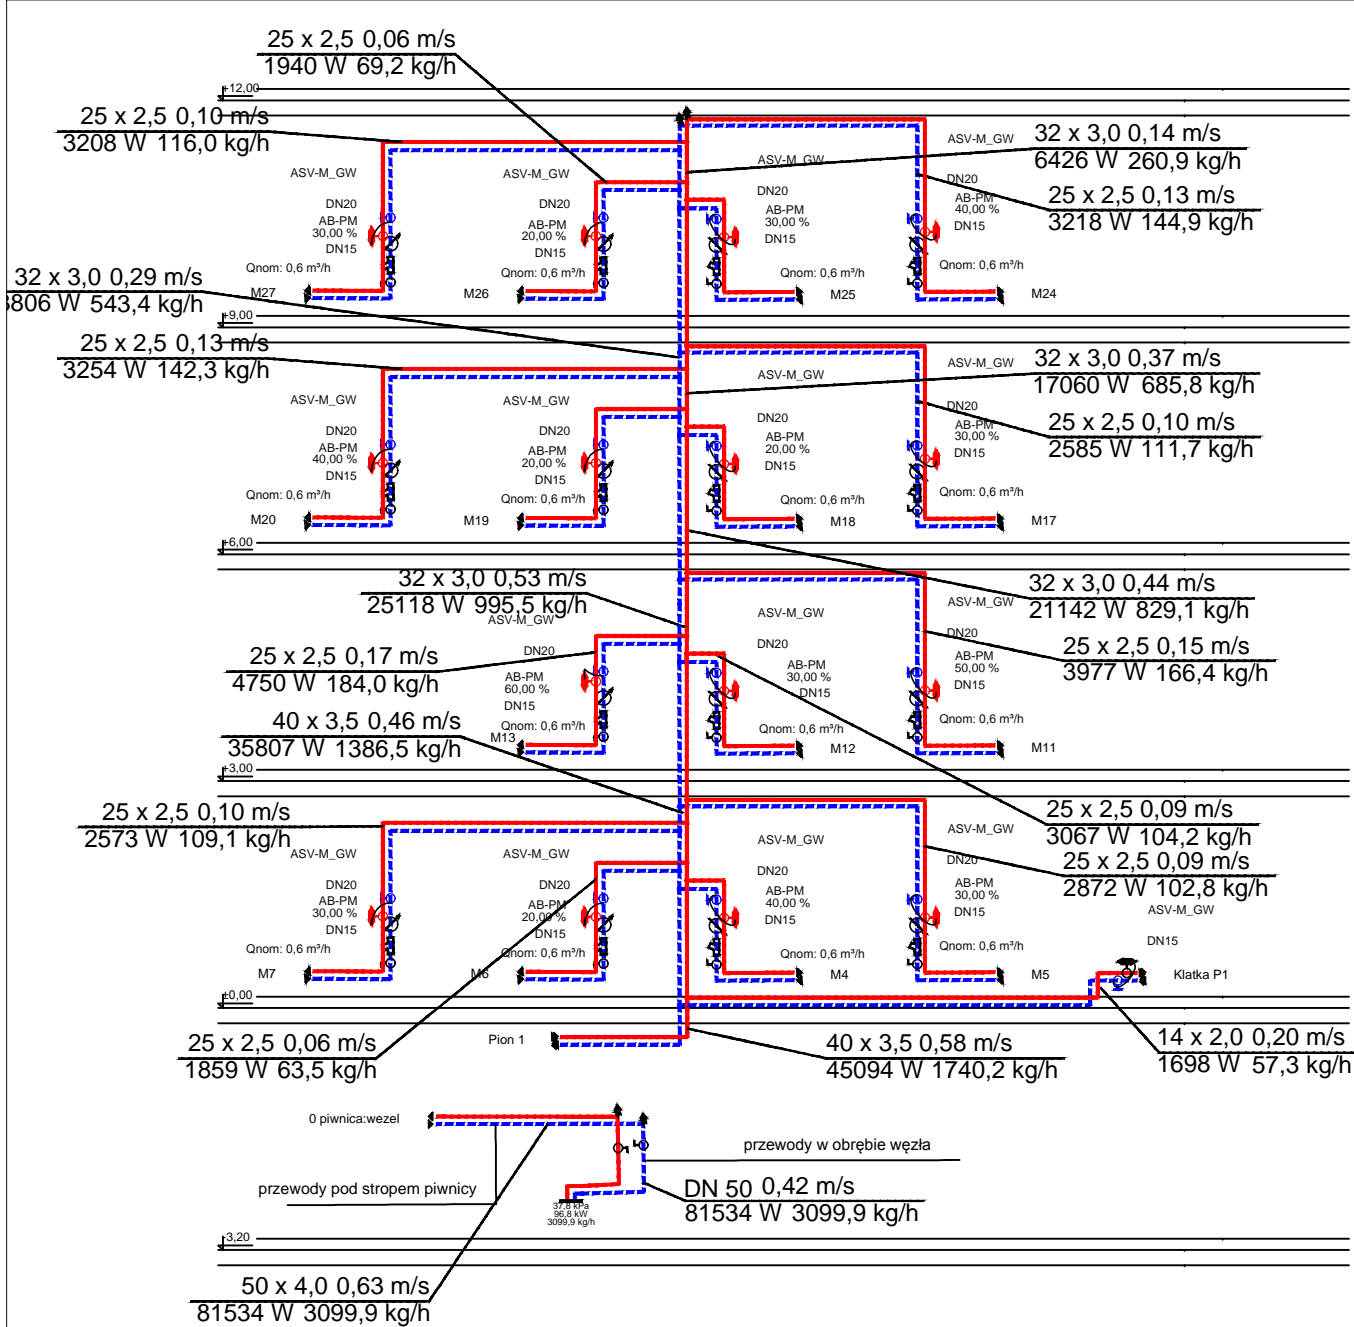 25 x 2,5 0,06 m/s
1940 W 69,2 kg/h
+12,00
25 x 2,5 0,10 m/s
3208 W 116,0 kg/h
32 x 3,0 0,14 m/s
6426 W 260,9 kg/h
25 x 2,5 0,13 m/s
3218 W 144,9 kg/h
ASV-M_GW
DN20
AB-PM
30,00 %
DN15
Qnom: 0,6 m³/h
M27
ASV-M_GW
DN20
AB-PM
20,00 %
DN15
Qnom: 0,6 m³/h
M26
ASV-M_GW
DN20
AB-PM
30,00 %
DN15
Qnom: 0,6 m³/h
M25
ASV-M_GW
DN20
AB-PM
40,00 %
DN15
Qnom: 0,6 m³/h
M24
32 x 3,0 0,29 m/s
3806 W 543,4 kg/h
+9,00
25 x 2,5 0,13 m/s
3254 W 142,3 kg/h
32 x 3,0 0,37 m/s
17060 W 685,8 kg/h
25 x 2,5 0,10 m/s
2585 W 111,7 kg/h
ASV-M_GW
DN20
AB-PM
40,00 %
DN15
Qnom: 0,6 m³/h
M20
ASV-M_GW
DN20
AB-PM
20,00 %
DN15
Qnom: 0,6 m³/h
M19
ASV-M_GW
DN20
AB-PM
20,00 %
DN15
Qnom: 0,6 m³/h
M18
ASV-M_GW
DN20
AB-PM
30,00 %
DN15
Qnom: 0,6 m³/h
M17
+6,00
32 x 3,0 0,53 m/s
25118 W 995,5 kg/h
32 x 3,0 0,44 m/s
21142 W 829,1 kg/h
25 x 2,5 0,17 m/s
4750 W 184,0 kg/h
25 x 2,5 0,15 m/s
3977 W 166,4 kg/h
40 x 3,5 0,46 m/s
35807 W 1386,5 kg/h
ASV-M_GW
DN20
AB-PM
60,00 %
DN15
Qnom: 0,6 m³/h
M13
ASV-M_GW
DN20
AB-PM
30,00 %
DN15
Qnom: 0,6 m³/h
M12
ASV-M_GW
DN20
AB-PM
50,00 %
DN15
Qnom: 0,6 m³/h
M11
+3,00
25 x 2,5 0,10 m/s
2573 W 109,1 kg/h
25 x 2,5 0,09 m/s
3067 W 104,2 kg/h
25 x 2,5 0,09 m/s
2872 W 102,8 kg/h
ASV-M_GW
DN20
AB-PM
30,00 %
DN15
Qnom: 0,6 m³/h
M7
ASV-M_GW
DN20
AB-PM
20,00 %
DN15
Qnom: 0,6 m³/h
M6
ASV-M_GW
DN20
AB-PM
40,00 %
DN15
Qnom: 0,6 m³/h
M4
ASV-M_GW
DN20
AB-PM
30,00 %
DN15
Qnom: 0,6 m³/h
M5
ASV-M_GW
DN15
Klatka P1
±0,00
Pion 1
25 x 2,5 0,06 m/s
1859 W 63,5 kg/h
40 x 3,5 0,58 m/s
45094 W 1740,2 kg/h
14 x 2,0 0,20 m/s
1698 W 57,3 kg/h
0 piwnica:wezel
przewody w obrębie węzła
przewody pod stropem piwnicy
DN 50 0,42 m/s
81534 W 3099,9 kg/h
37,8 kPa
96,8 kW
3099,9 kg/h
-3,20
50 x 4,0 0,63 m/s
81534 W 3099,9 kg/h